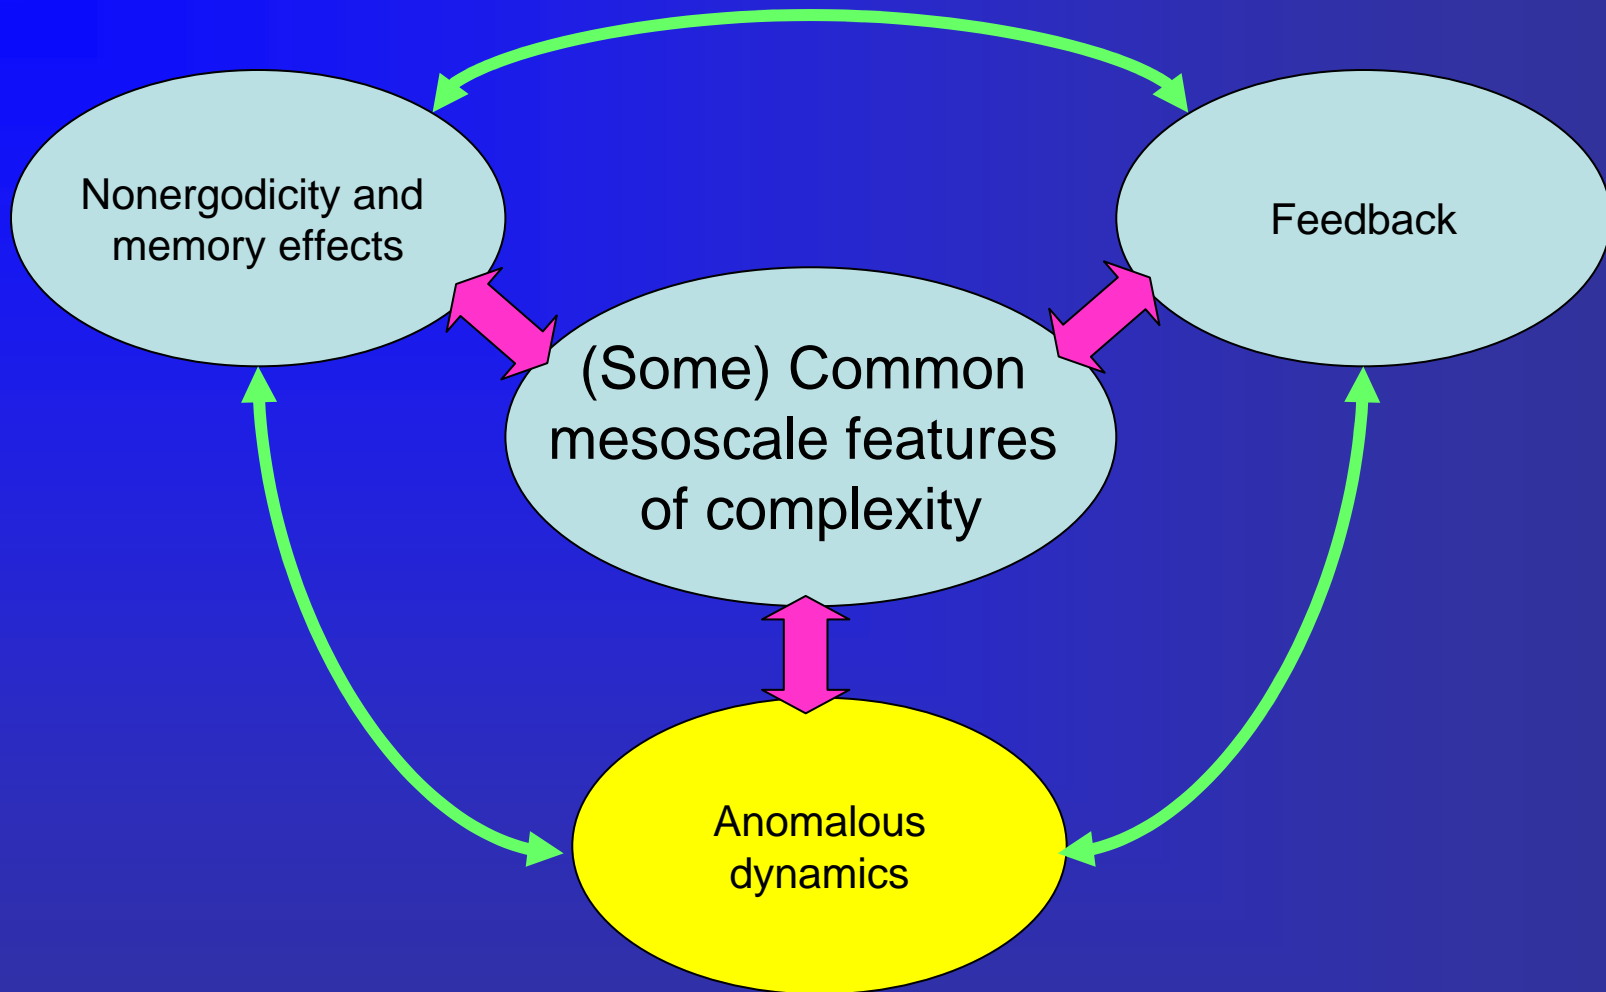 Nonergodicity and
memory effects
Feedback
(Some) Common
mesoscale features
of complexity
Anomalous
dynamics